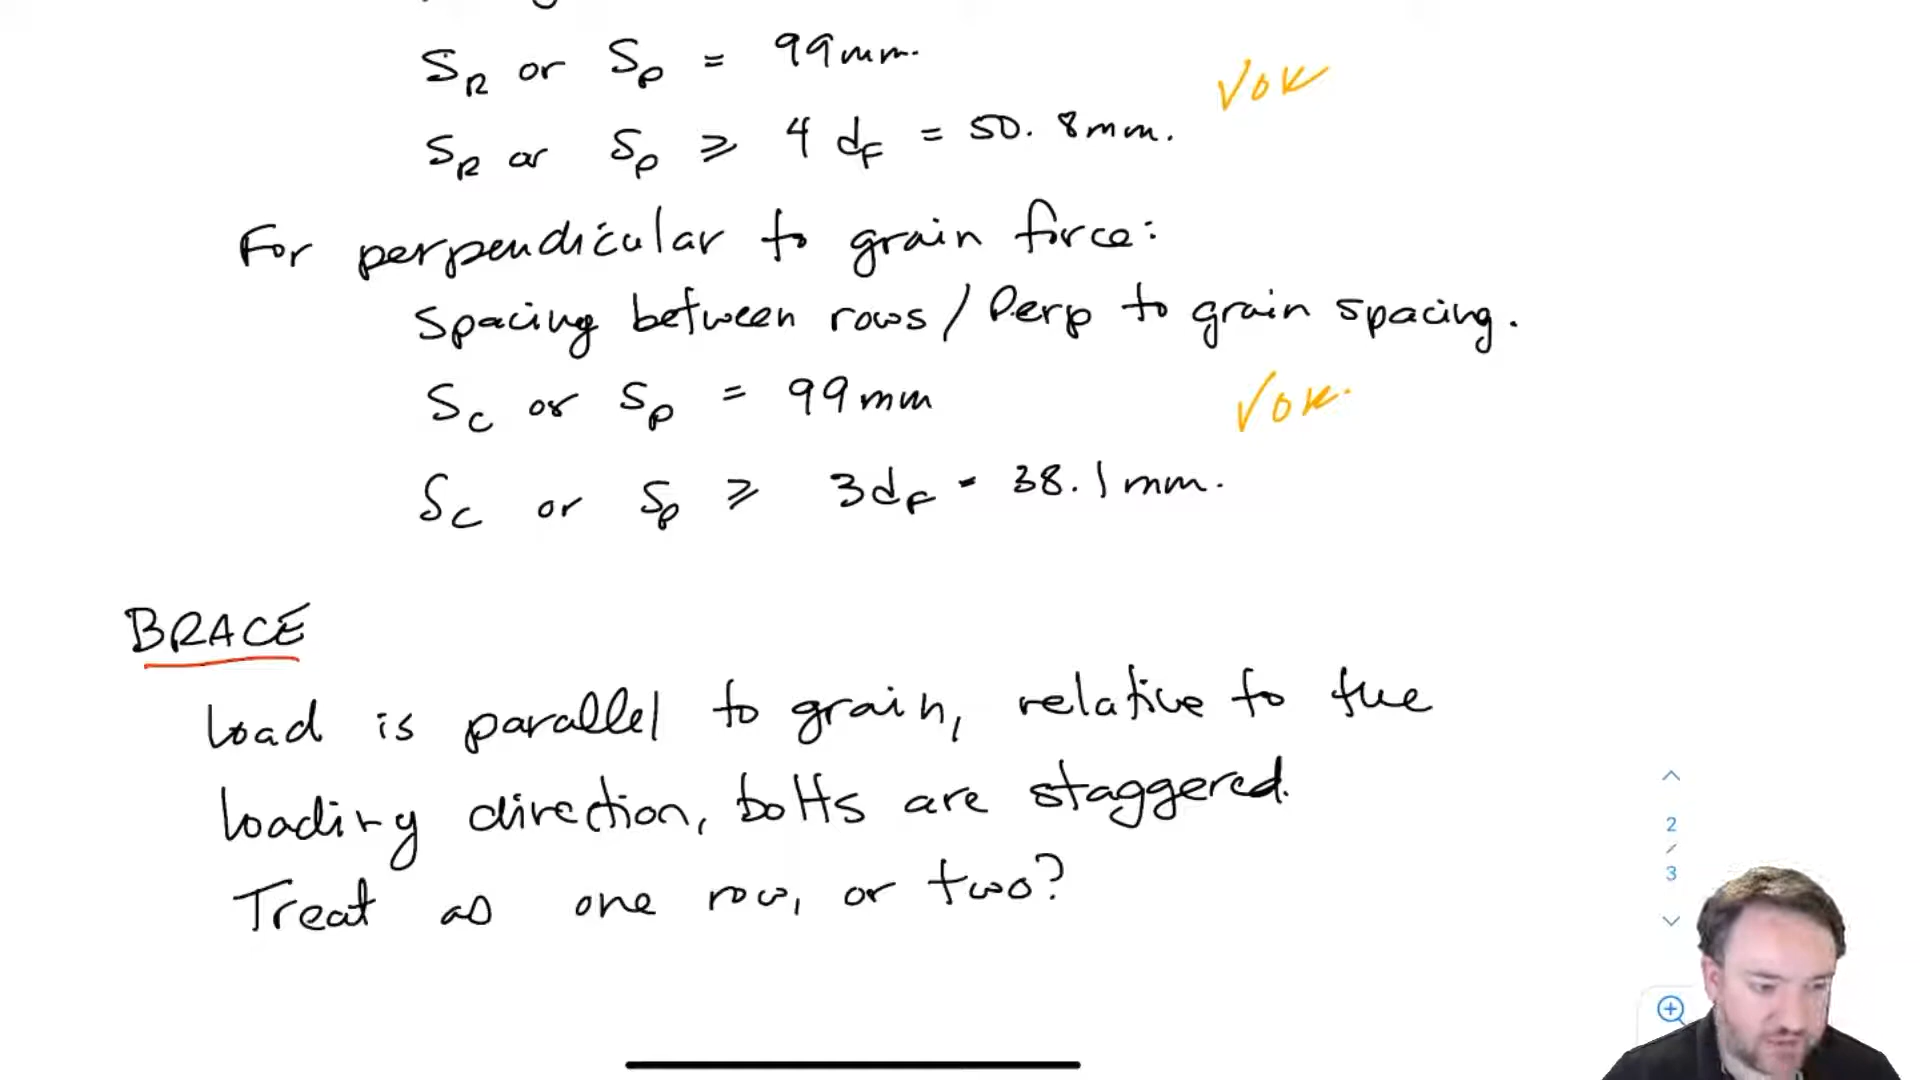 S_R or S_P = 99mm.
√OK
S_R or S_P ⩾ 4 d_F = 50.8mm.
For perpendicular to grain force:
Spacing between rows / Perp to grain spacing.
S_C or S_P = 99mm
√OK.
S_C or S_P ⩾ 3d_F - 38.1mm.
BRACE
Load is parallel to grain, relative to the
loading direction, bolts are staggered.
Treat as one row, or two?
2
/
3